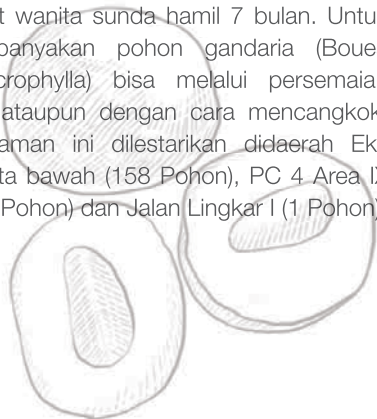 t wanita sunda hamil 7 bulan. Untu
banyakan pohon gandaria (Boue
crophylla) bisa melalui persemaia
ataupun dengan cara mencangkok
aman ini dilestarikan didaerah Ek
ta bawah (158 Pohon), PC 4 Area IX
Pohon) dan Jalan Lingkar I (1 Pohon)